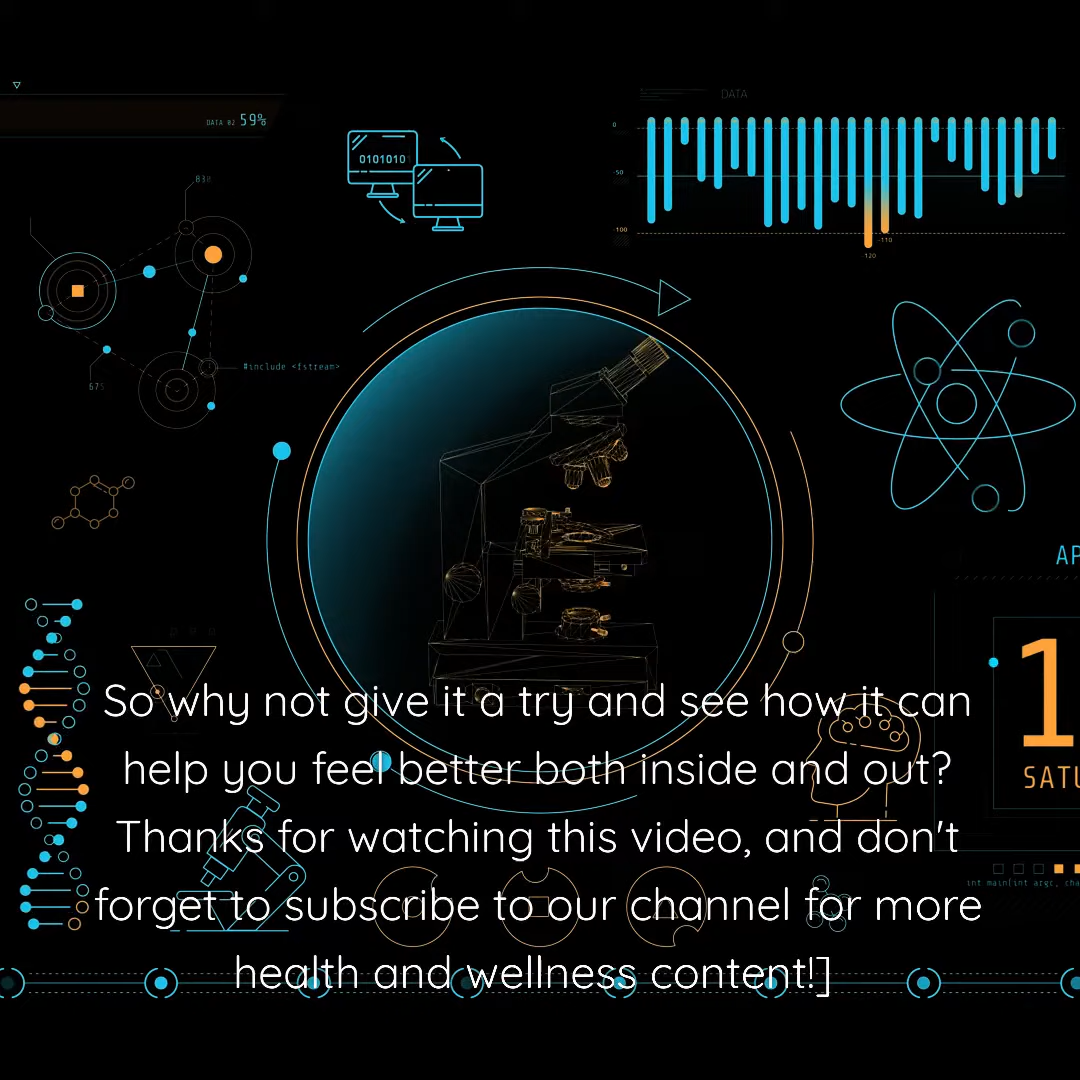 DATA
DATA 02 59%
0101010
0
-50
-100
-110
-120
#include <fstream>
675
AP
1
SATU
So why not give it a try and see how it can
help you feel better both inside and out?
Thanks for watching this video, and don't
int main(int argc, cha
forget to subscribe to our channel for more
health and wellness content!]